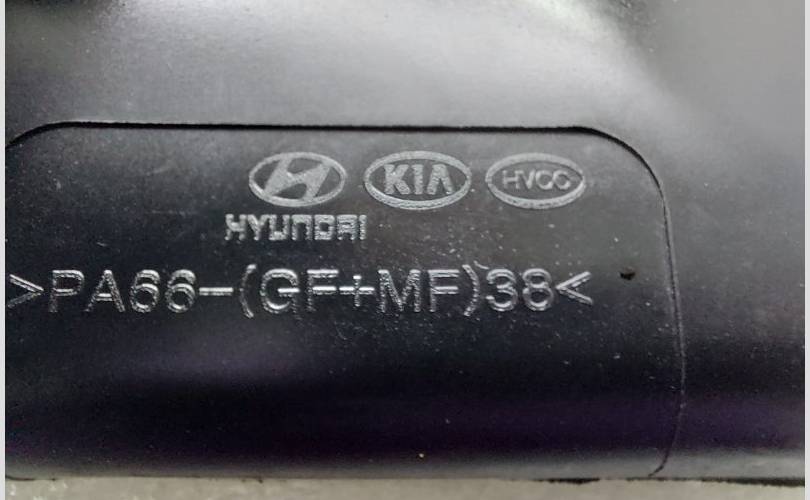 KIA HVCC
HYUNDAI
>PA66-(GF+MF)38<